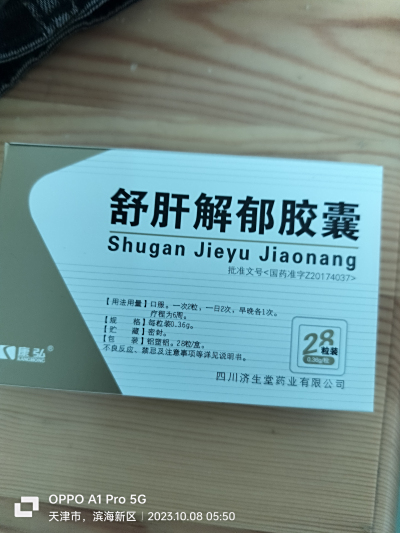 舒肝解郁胶囊
Shugan Jieyu Jiaonang
批准文号<国药准字Z20174037>
【用法用量】口服。一次2粒，一日2次，早晚各1次。
疗程为6周。
【规 格】每粒装0.36g。
【贮 藏】密封。
【包 装】铝塑铝。28粒/盒。
不良反应、禁忌及注意事项等详见说明书。
28
粒装
0.36g/粒
康弘
四川济生堂药业有限公司
OPPO A1 Pro 5G
天津市，滨海新区 | 2023.10.08 05:50